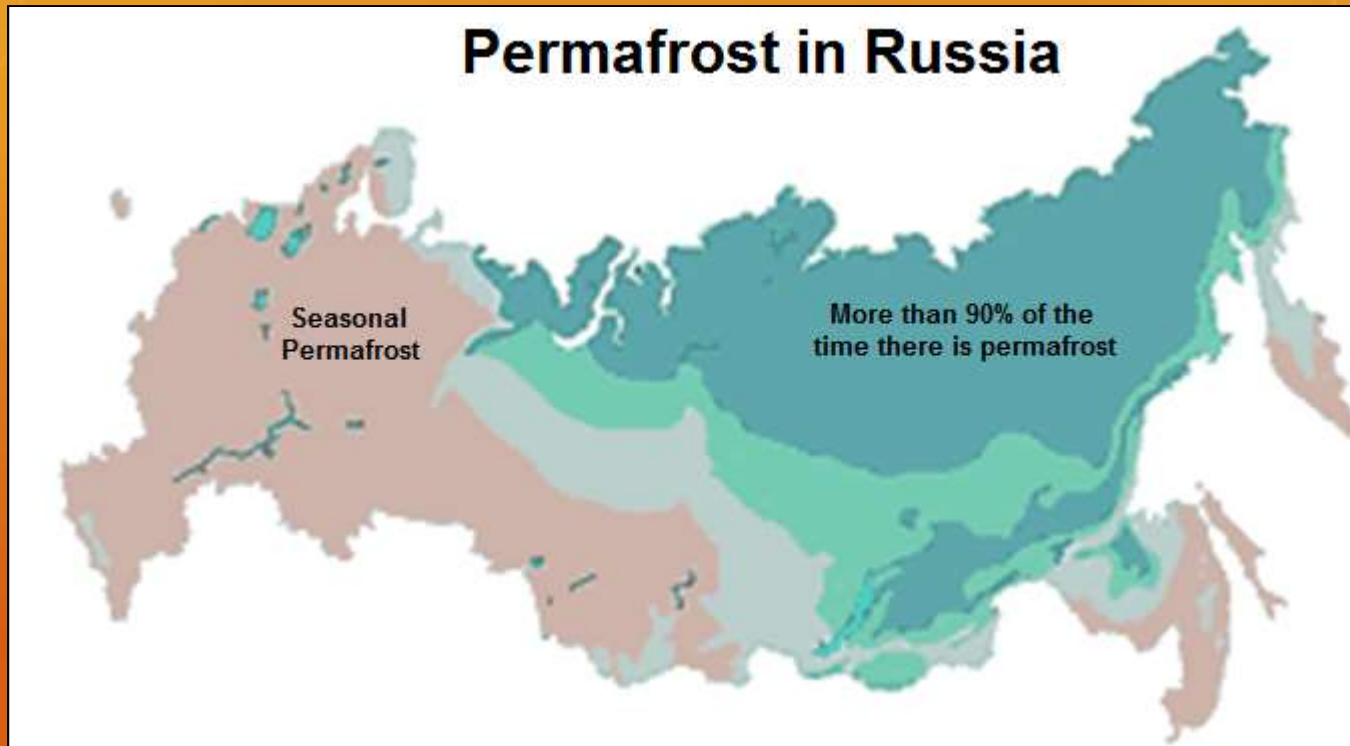 Permafrost in Russia
Seasonal
Permafrost
More than 90% of the
time there is permafrost